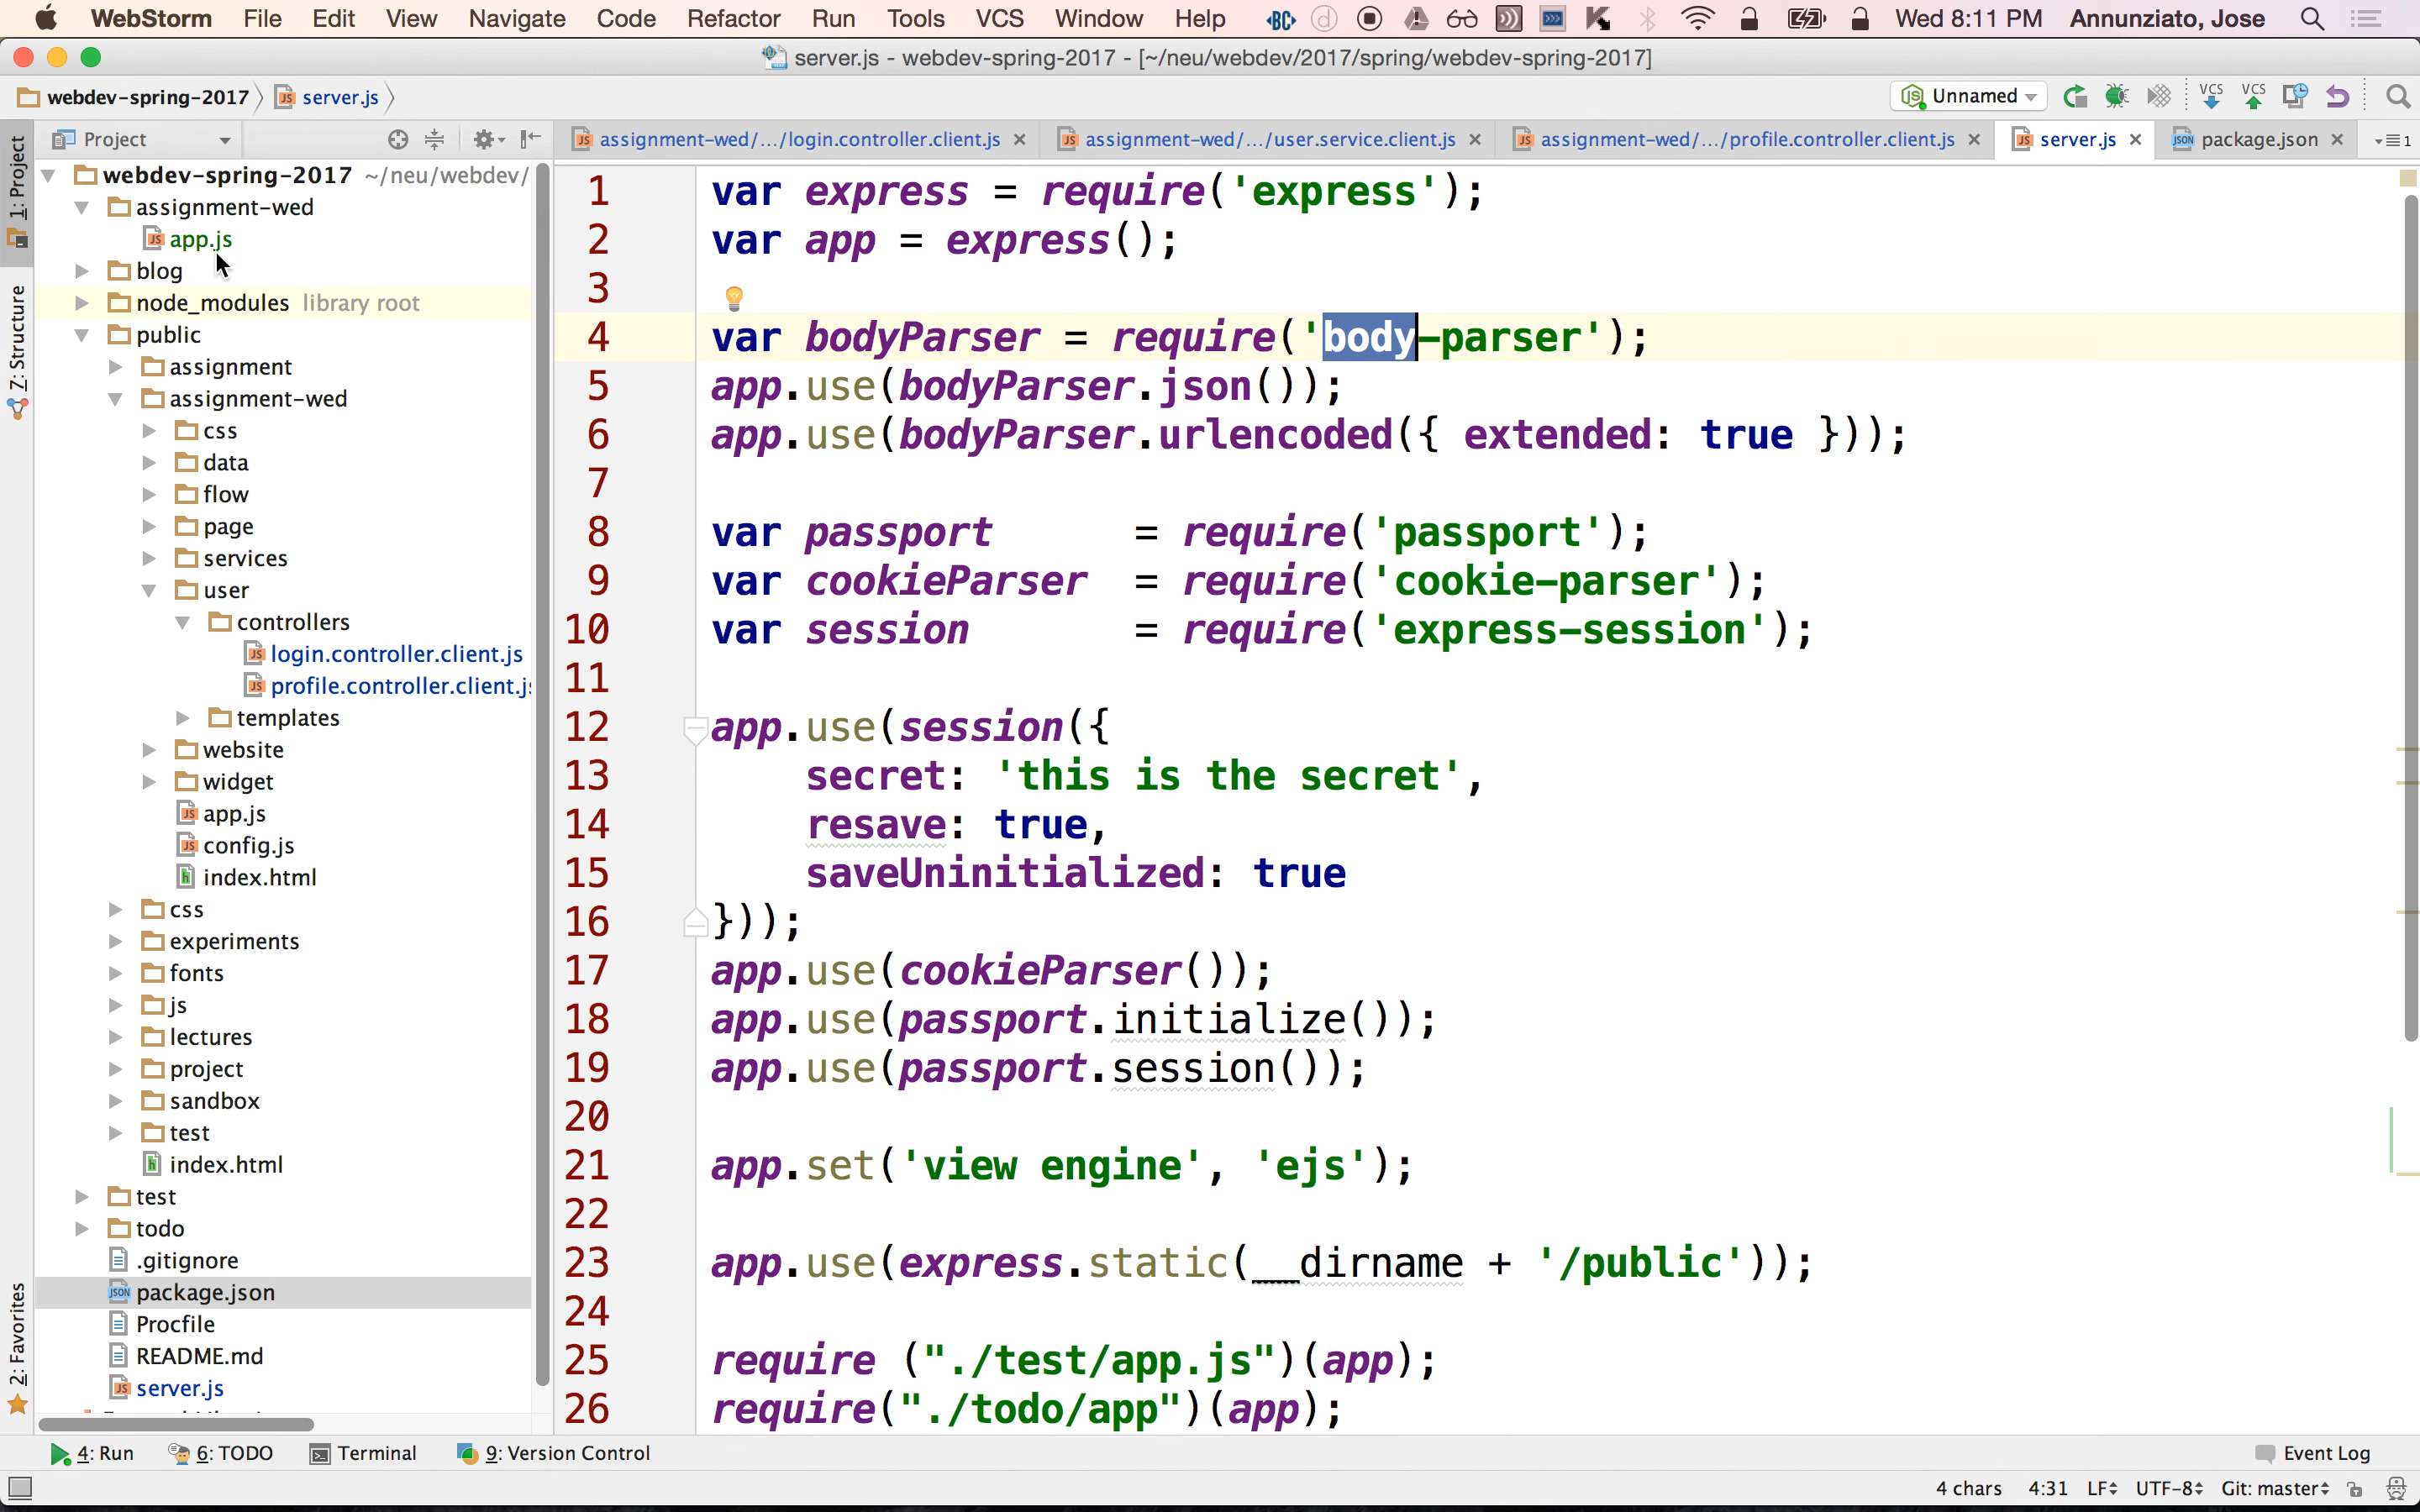 WebStorm File Edit View Navigate Code Refactor Run Tools VCS Window Help Wed 8:11 PM Annunziato, Jose
server.js - webdev-spring-2017 - [~/neu/webdev/2017/spring/webdev-spring-2017]
webdev-spring-2017 server.js Unnamed VCS VCS
Project
assignment-wed/.../login.controller.client.js
assignment-wed/.../user.service.client.js
assignment-wed/.../profile.controller.client.js
server.js
package.json
1
1: Project
7: Structure
2: Favorites
webdev-spring-2017 ~/neu/webdev/
assignment-wed
app.js
blog
node_modules library root
public
assignment
assignment-wed
css
data
flow
page
services
user
controllers
login.controller.client.js
profile.controller.client.js
templates
website
widget
app.js
config.js
index.html
css
experiments
fonts
js
lectures
project
sandbox
test
index.html
test
todo
.gitignore
package.json
Procfile
README.md
server.js
1 var express = require('express');
2 var app = express();
3
4 var bodyParser = require('body-parser');
5 app.use(bodyParser.json());
6 app.use(bodyParser.urlencoded({ extended: true }));
7
8 var passport = require('passport');
9 var cookieParser = require('cookie-parser');
10 var session = require('express-session');
11
12 app.use(session({
13 secret: 'this is the secret',
14 resave: true,
15 saveUninitialized: true
16 }));
17 app.use(cookieParser());
18 app.use(passport.initialize());
19 app.use(passport.session());
20
21 app.set('view engine', 'ejs');
22
23 app.use(express.static(__dirname + '/public'));
24
25 require ("./test/app.js")(app);
26 require("./todo/app")(app);
4: Run 6: TODO Terminal 9: Version Control Event Log
4 chars 4:31 LF UTF-8 Git: master